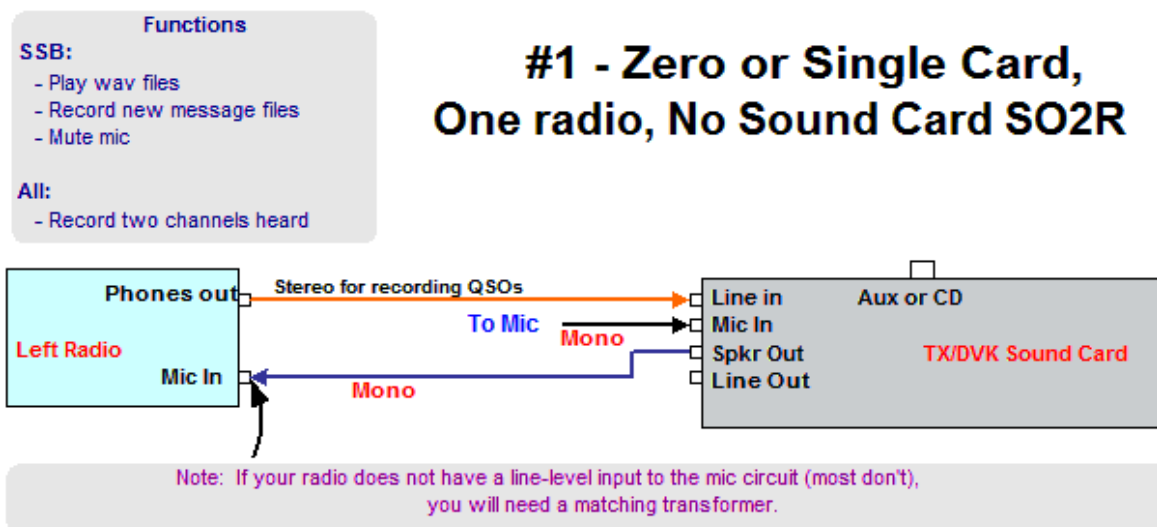 Functions
SSB:
- Play wav files
- Record new message files
- Mute mic
All:
- Record two channels heard
#1 - Zero or Single Card,
One radio, No Sound Card SO2R
Phones out
Left Radio
Mic In
Stereo for recording QSOs
To Mic
Mono
Mono
Line in
Mic In
Spkr Out
Line Out
Aux or CD
TX/DVK Sound Card
Note: If your radio does not have a line-level input to the mic circuit (most don't),
you will need a matching transformer.